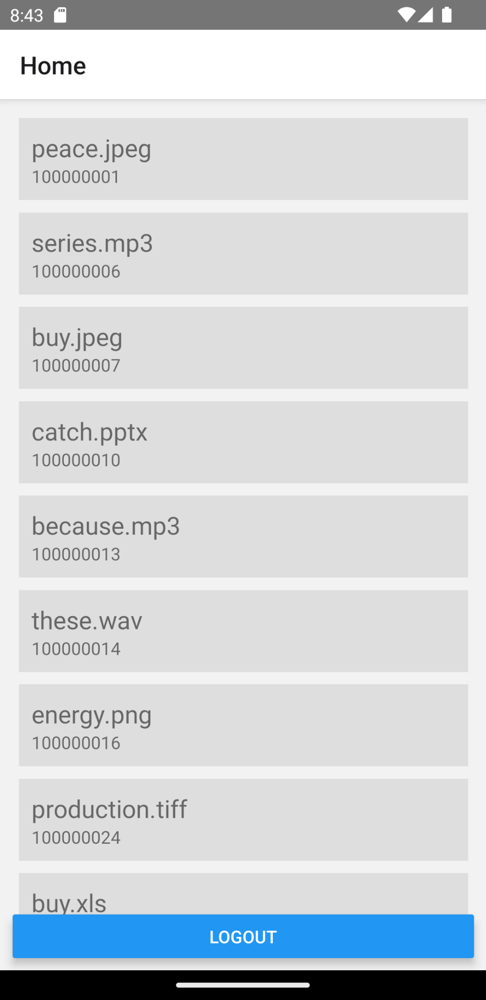 8:43
Home
peace.jpeg
100000001
series.mp3
100000006
buy.jpeg
100000007
catch.pptx
100000010
because.mp3
100000013
these.wav
100000014
energy.png
100000016
production.tiff
100000024
buy.xls
LOGOUT